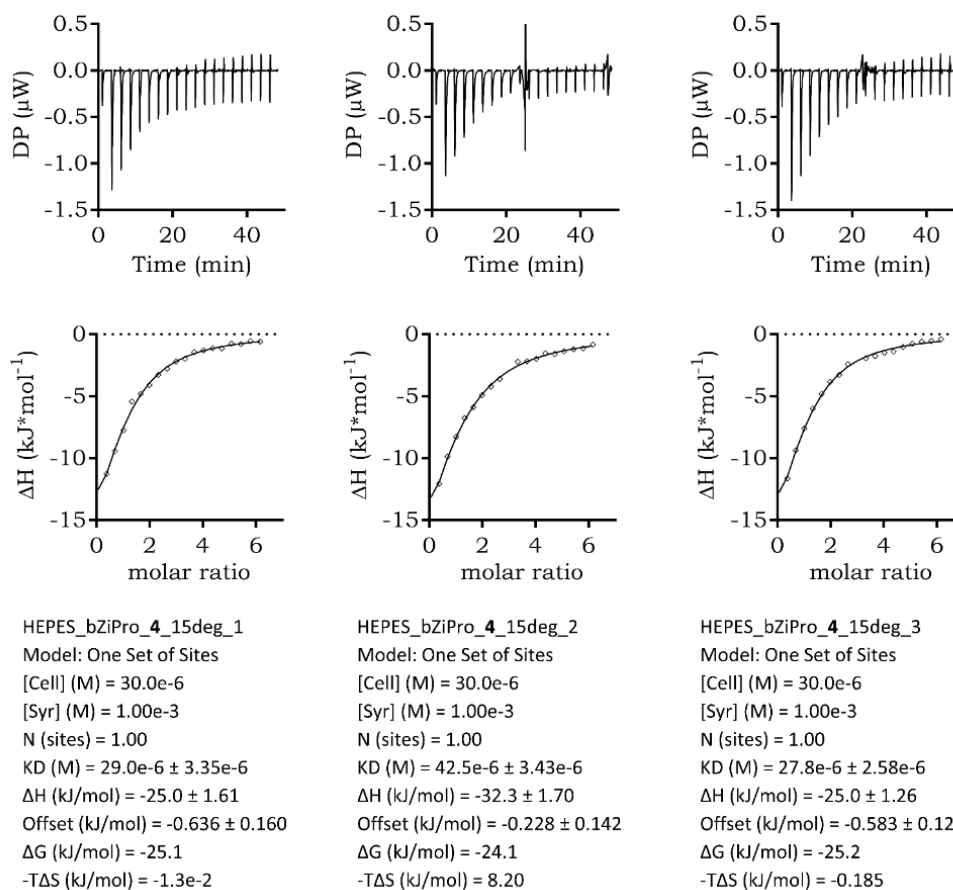 0.5
0.0
-0.5
-1.0
-1.5
DP (µW)
0 20 40
Time (min)
0.5
0.0
-0.5
-1.0
-1.5
DP (µW)
0 20 40
Time (min)
0.5
0.0
-0.5
-1.0
-1.5
DP (µW)
0 20 40
Time (min)
0
-5
-10
-15
ΔH (kJ*mol⁻¹)
0 2 4 6
molar ratio
0
-5
-10
-15
ΔH (kJ*mol⁻¹)
0 2 4 6
molar ratio
0
-5
-10
-15
ΔH (kJ*mol⁻¹)
0 2 4 6
molar ratio
HEPES_bZiPro_4_15deg_1
Model: One Set of Sites
[Cell] (M) = 30.0e-6
[Syr] (M) = 1.00e-3
N (sites) = 1.00
KD (M) = 29.0e-6 ± 3.35e-6
ΔH (kJ/mol) = -25.0 ± 1.61
Offset (kJ/mol) = -0.636 ± 0.160
ΔG (kJ/mol) = -25.1
-TΔS (kJ/mol) = -1.3e-2
HEPES_bZiPro_4_15deg_2
Model: One Set of Sites
[Cell] (M) = 30.0e-6
[Syr] (M) = 1.00e-3
N (sites) = 1.00
KD (M) = 42.5e-6 ± 3.43e-6
ΔH (kJ/mol) = -32.3 ± 1.70
Offset (kJ/mol) = -0.228 ± 0.142
ΔG (kJ/mol) = -24.1
-TΔS (kJ/mol) = 8.20
HEPES_bZiPro_4_15deg_3
Model: One Set of Sites
[Cell] (M) = 30.0e-6
[Syr] (M) = 1.00e-3
N (sites) = 1.00
KD (M) = 27.8e-6 ± 2.58e-6
ΔH (kJ/mol) = -25.0 ± 1.26
Offset (kJ/mol) = -0.583 ± 0.12
ΔG (kJ/mol) = -25.2
-TΔS (kJ/mol) = -0.185